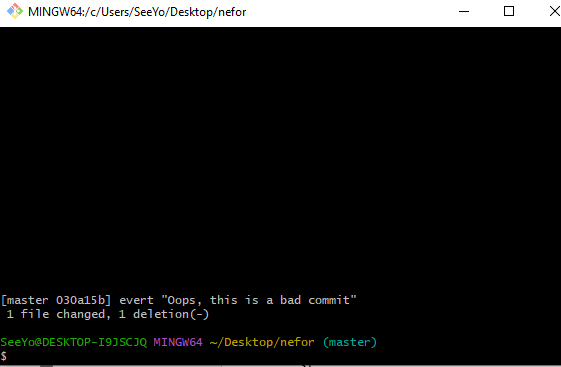 MINGW64:/c/Users/SeeYo/Desktop/nefor
[master 030a15b] evert "Oops, this is a bad commit"
1 file changed, 1 deletion(-)
SeeYo@DESKTOP-I9JSCJQ MINGW64 ~/Desktop/nefor (master)
$